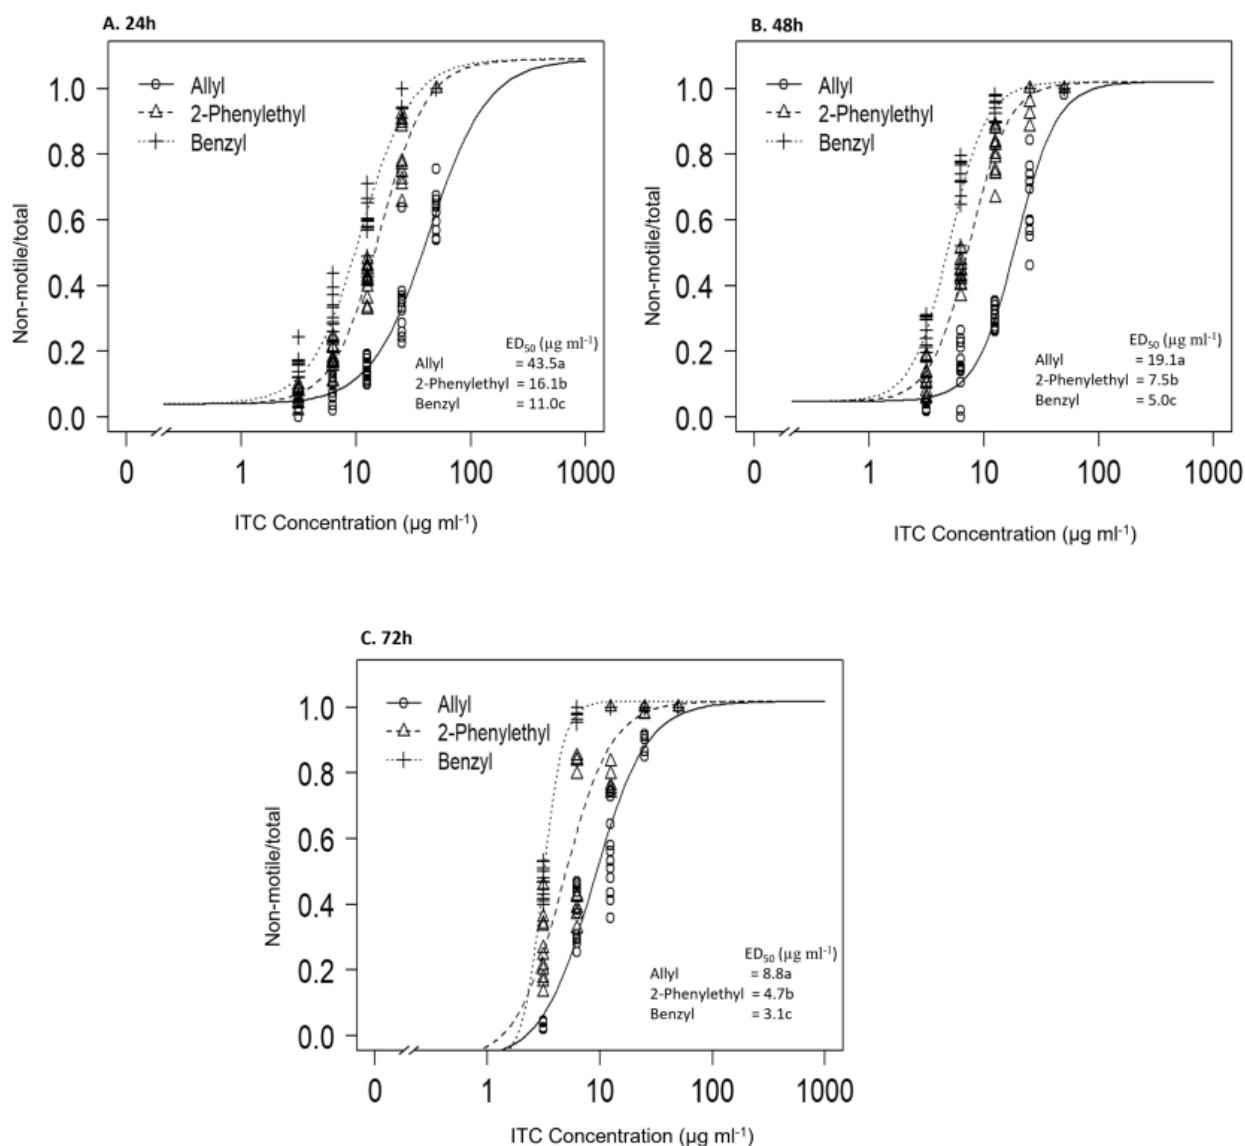 A. 24h
Allyl
2-Phenylethyl
Benzyl
Non-motile/total
1.0
0.8
0.6
0.4
0.2
0.0
ED₅₀ (µg ml⁻¹)
Allyl = 43.5a
2-Phenylethyl = 16.1b
Benzyl = 11.0c
0 1 10 100 1000
ITC Concentration (µg ml⁻¹)
B. 48h
Allyl
2-Phenylethyl
Benzyl
Non-motile/total
1.0
0.8
0.6
0.4
0.2
0.0
ED₅₀ (µg ml⁻¹)
Allyl = 19.1a
2-Phenylethyl = 7.5b
Benzyl = 5.0c
0 1 10 100 1000
ITC Concentration (µg ml⁻¹)
C. 72h
Allyl
2-Phenylethyl
Benzyl
Non-motile/total
1.0
0.8
0.6
0.4
0.2
0.0
ED₅₀ (µg ml⁻¹)
Allyl = 8.8a
2-Phenylethyl = 4.7b
Benzyl = 3.1c
0 1 10 100 1000
ITC Concentration (µg ml⁻¹)